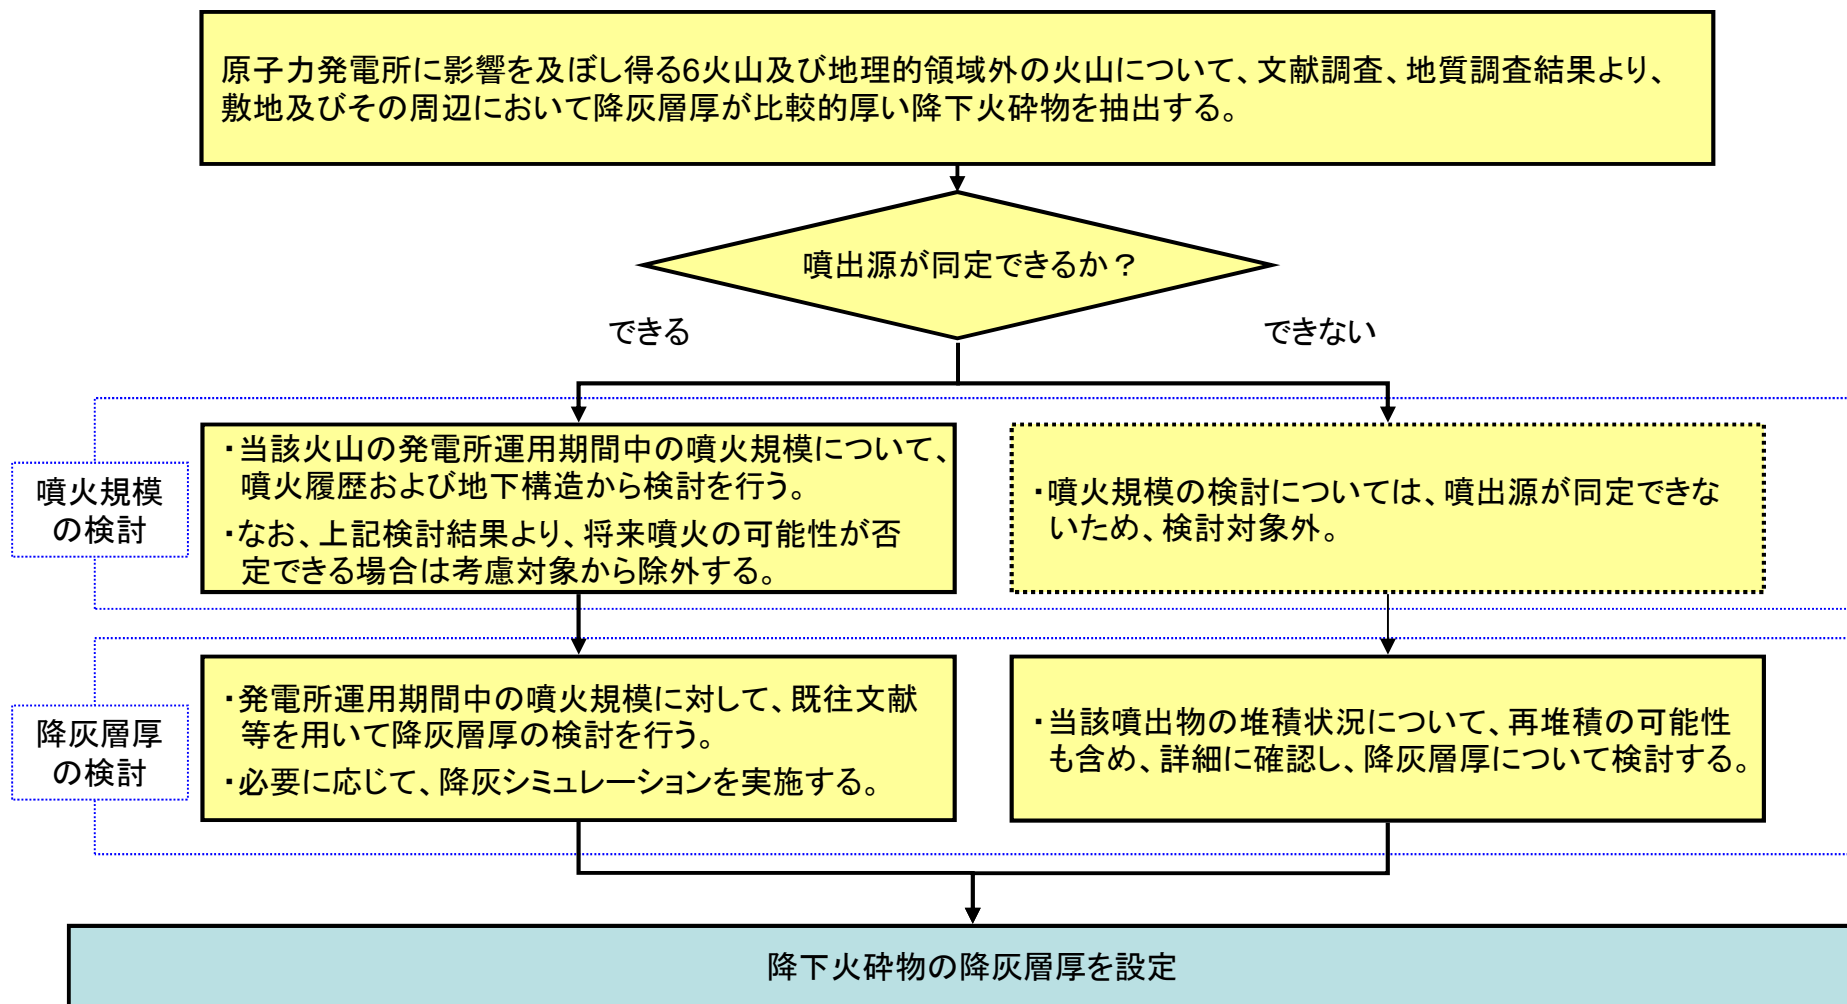 原子力発電所に影響を及ぼし得る6火山及び地理的領域外の火山について、文献調査、地質調査結果より、
敷地及びその周辺において降灰層厚が比較的厚い降下火砕物を抽出する。
噴出源が同定できるか？
できる
できない
噴火規模
の検討
・当該火山の発電所運用期間中の噴火規模について、
噴火履歴および地下構造から検討を行う。
・なお、上記検討結果より、将来噴火の可能性が否
定できる場合は考慮対象から除外する。
・噴火規模の検討については、噴出源が同定できな
いため、検討対象外。
降灰層厚
の検討
・発電所運用期間中の噴火規模に対して、既往文献
等を用いて降灰層厚の検討を行う。
・必要に応じて、降灰シミュレーションを実施する。
・当該噴出物の堆積状況について、再堆積の可能性
も含め、詳細に確認し、降灰層厚について検討する。
降下火砕物の降灰層厚を設定